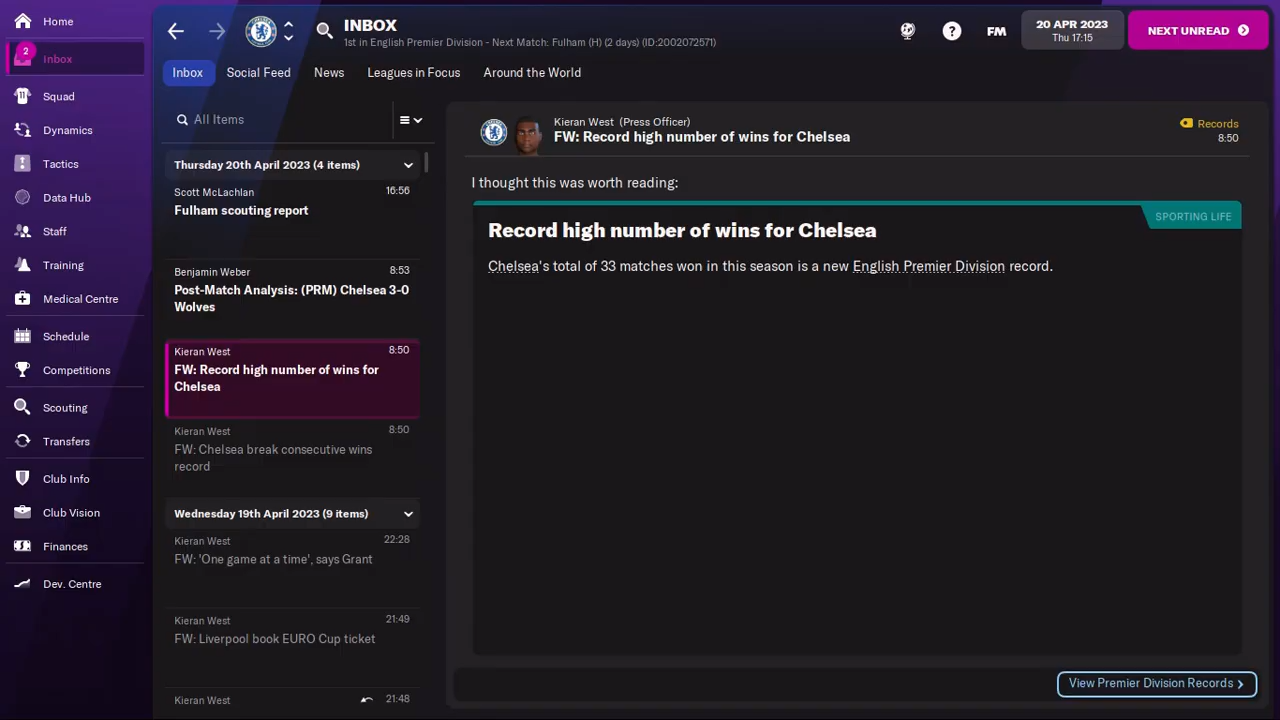 Home
2
Inbox
Squad
Dynamics
Tactics
Data Hub
Staff
Training
Medical Centre
Schedule
Competitions
Scouting
Transfers
Club Info
Club Vision
Finances
Dev. Centre
INBOX
1st in English Premier Division - Next Match: Fulham (H) (2 days) (ID:2002072571)
FM
20 APR 2023
Thu 17:15
NEXT UNREAD
Inbox Social Feed News Leagues in Focus Around the World
All Items
Thursday 20th April 2023 (4 items)
Scott McLachlan 16:56
Fulham scouting report
Benjamin Weber 8:53
Post-Match Analysis: (PRM) Chelsea 3-0
Wolves
Kieran West 8:50
FW: Record high number of wins for
Chelsea
Kieran West 8:50
FW: Chelsea break consecutive wins
record
Wednesday 19th April 2023 (9 items)
Kieran West 22:28
FW: 'One game at a time', says Grant
Kieran West 21:49
FW: Liverpool book EURO Cup ticket
Kieran West 21:48
Kieran West (Press Officer)
FW: Record high number of wins for Chelsea
Records
8:50
I thought this was worth reading:
SPORTING LIFE
Record high number of wins for Chelsea
Chelsea's total of 33 matches won in this season is a new English Premier Division record.
View Premier Division Records